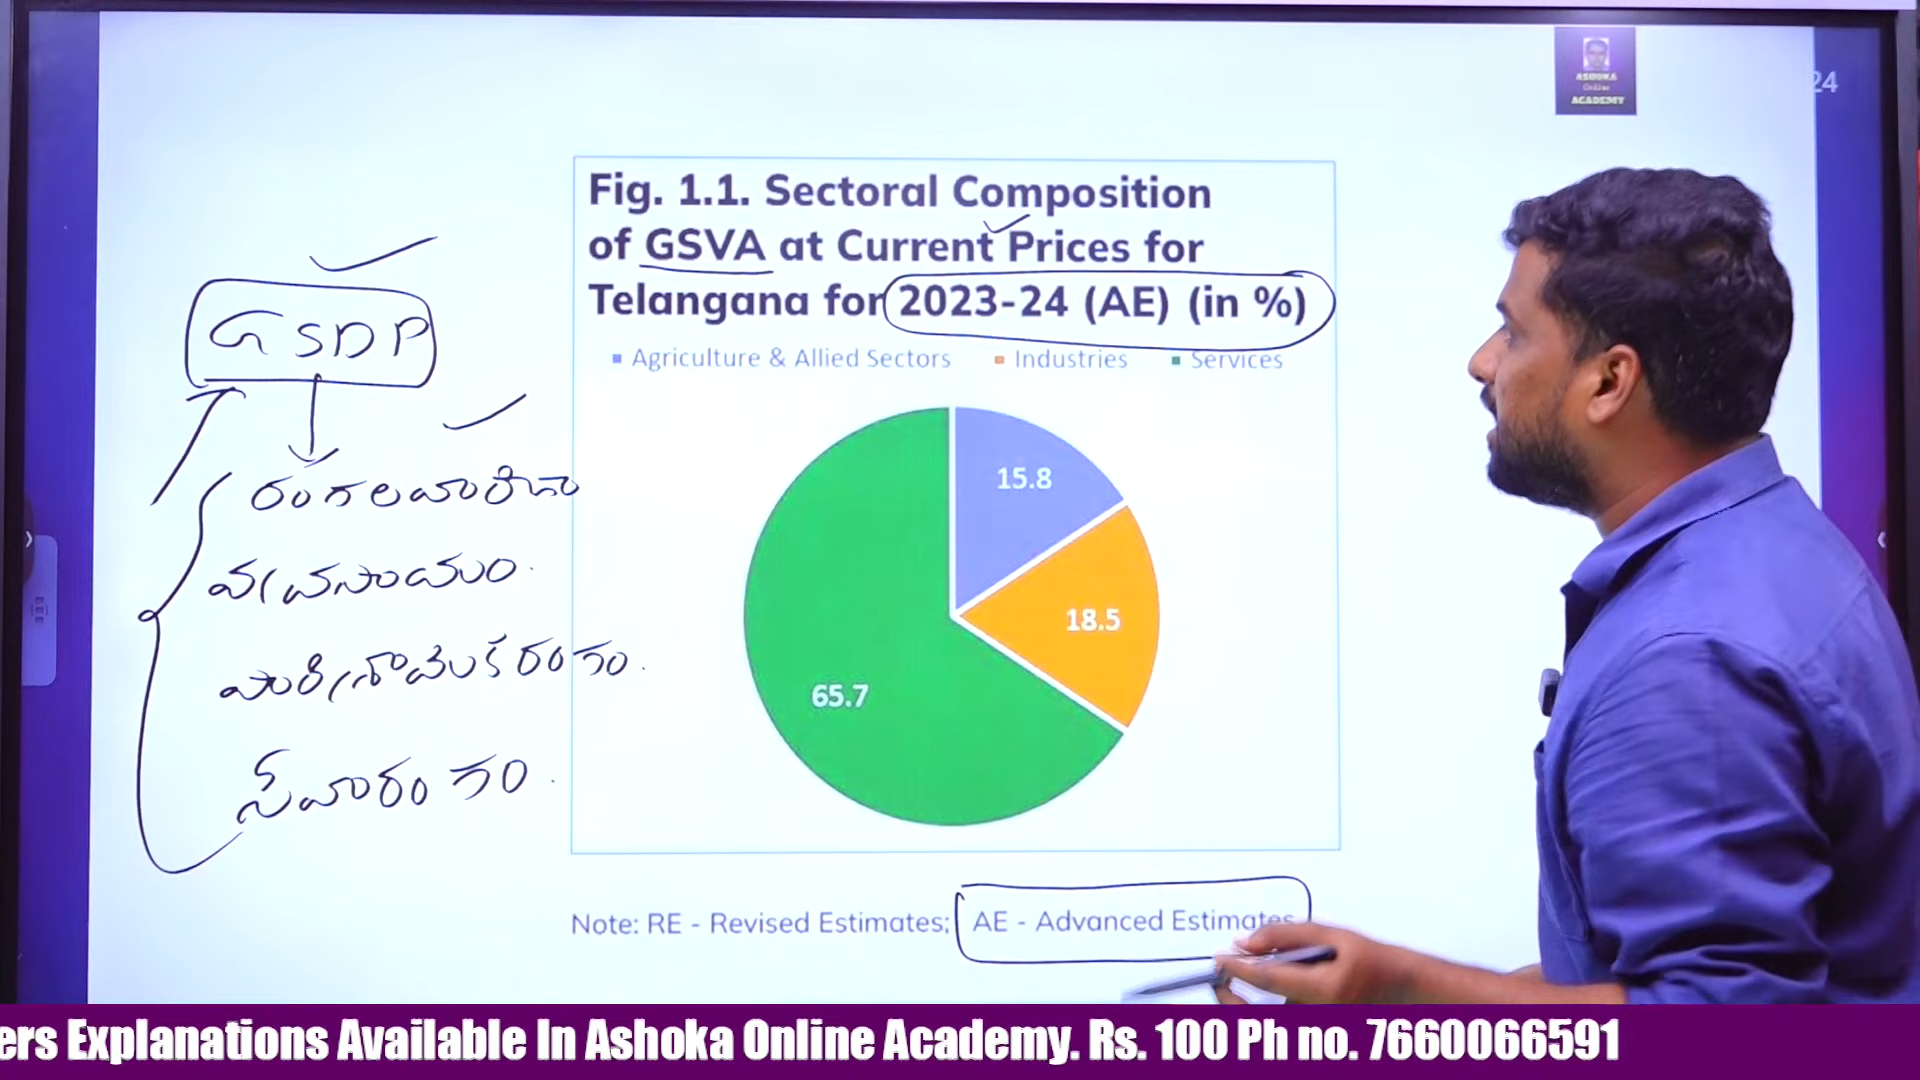 24
ASHOKA
Online
ACADEMY
Fig. 1.1. Sectoral Composition
of GSVA at Current Prices for
Telangana for 2023-24 (AE) (in %)
Agriculture & Allied Sectors Industries Services
15.8
18.5
65.7
GSDP
రంగలవారిగా
వ్యవసాయం
పారిశ్రామిక రంగం
సేవారంగం
Note: RE - Revised Estimates; AE - Advanced Estimates
ers Explanations Available In Ashoka Online Academy. Rs. 100 Ph no. 7660066591